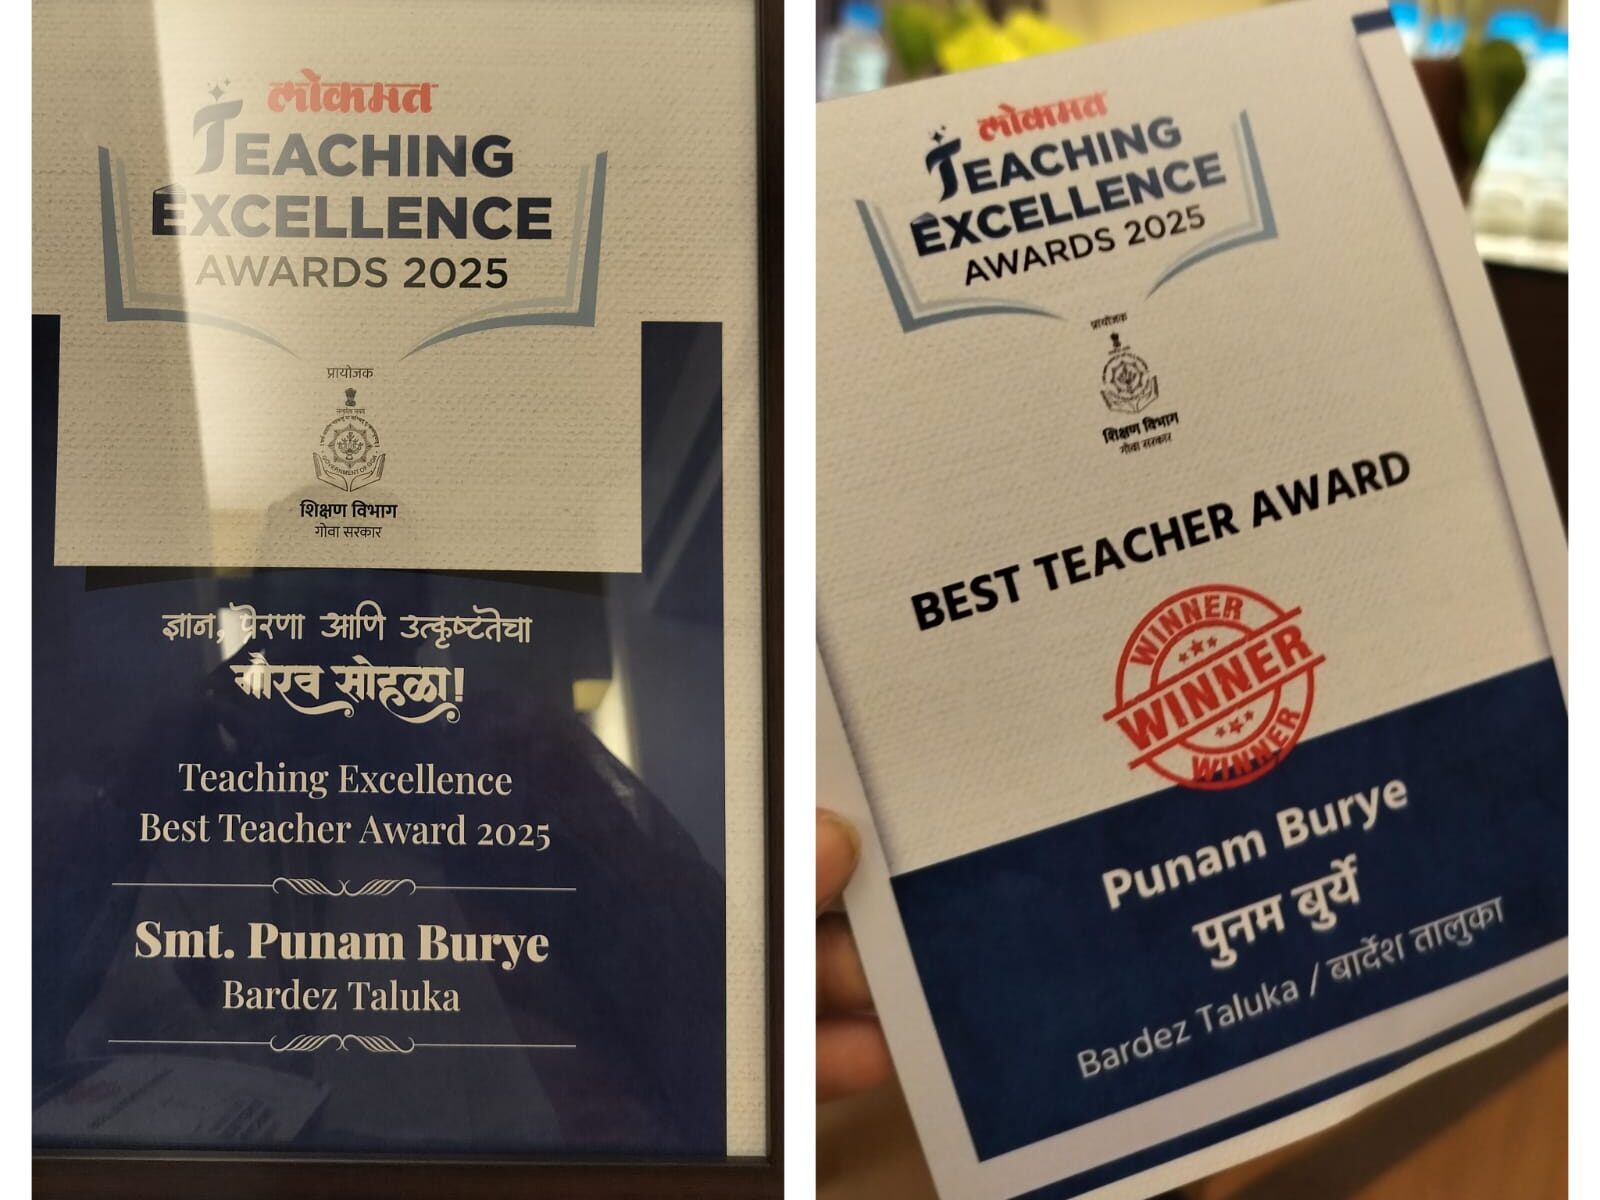 लोकमत
TEACHING
EXCELLENCE
AWARDS 2025
प्रायोजक
शिक्षण विभाग
गोवा सरकार
ज्ञान, प्रेरणा आणि उत्कृष्टतेचा
गौरव सोहळा!
Teaching Excellence
Best Teacher Award 2025
Smt. Punam Burye
Bardez Taluka
लोकमत
TEACHING
EXCELLENCE
AWARDS 2025
प्रायोजक
शिक्षण विभाग
गोवा सरकार
BEST TEACHER AWARD
WINNER
WINNER
WINNER
Punam Burye
पुनम बुर्ये
Bardez Taluka / बार्देश तालुका